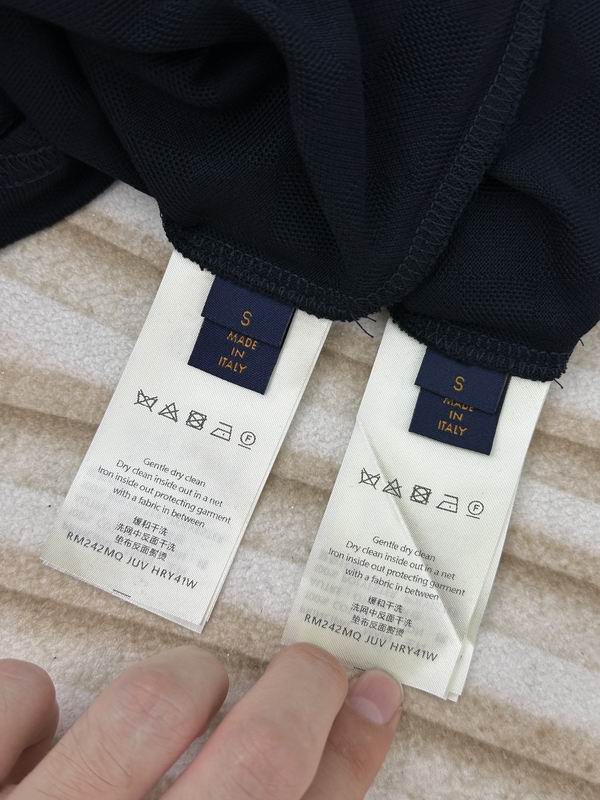 S
MADE
IN
ITALY
F
Gentle dry clean
Dry clean inside out in a net
Iron inside out protecting garment
with a fabric in between
缓和干洗
洗网中反面干洗
垫布反面熨烫
RM242MQ JUV HRY41W
S
MADE
IN
ITALY
F
Gentle dry clean
Dry clean inside out in a net
Iron inside out protecting garment
with a fabric in between
缓和干洗
洗网中反面干洗
垫布反面熨烫
RM242MQ JUV HRY41W